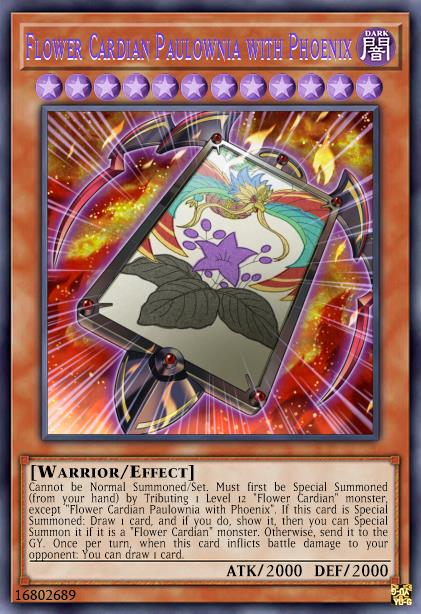 Flower Cardian Paulownia with Phoenix
DARK
闇
[Warrior/Effect]
Cannot be Normal Summoned/Set. Must first be Special Summoned
(from your hand) by Tributing 1 Level 12 "Flower Cardian" monster,
except "Flower Cardian Paulownia with Phoenix". If this card is Special
Summoned: Draw 1 card, and if you do, show it, then you can Special
Summon it if it is a "Flower Cardian" monster. Otherwise, send it to the
GY. Once per turn, when this card inflicts battle damage to your
opponent: You can draw 1 card.
ATK/2000 DEF/2000
16802689